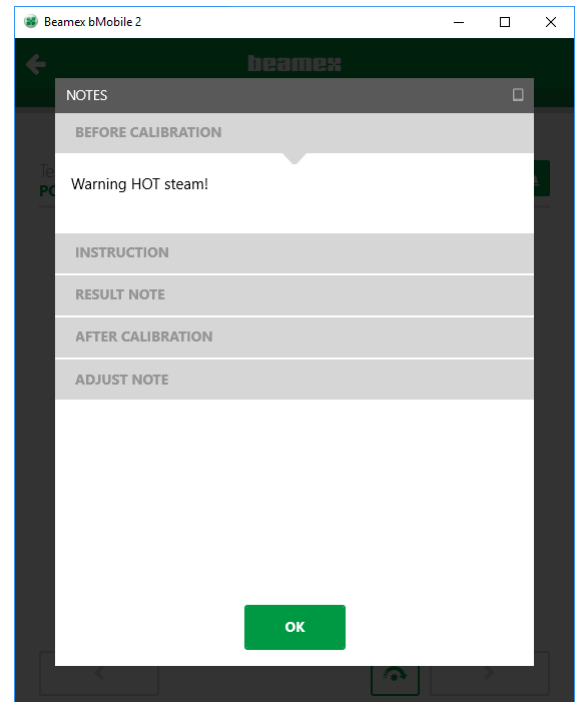 Beamex bMobile 2
beamex
NOTES
BEFORE CALIBRATION
Warning HOT steam!
INSTRUCTION
RESULT NOTE
AFTER CALIBRATION
ADJUST NOTE
OK